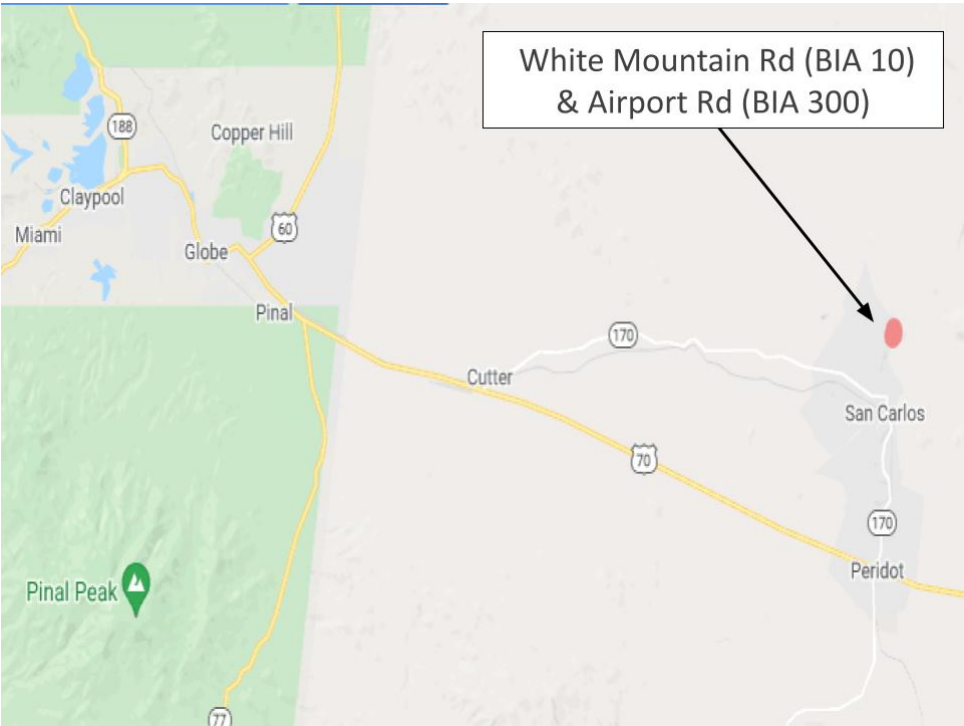 White Mountain Rd (BIA 10)
& Airport Rd (BIA 300)
188
Copper Hill
Claypool
Miami
60
Globe
Pinal
170
Cutter
San Carlos
70
170
Peridot
Pinal Peak
77